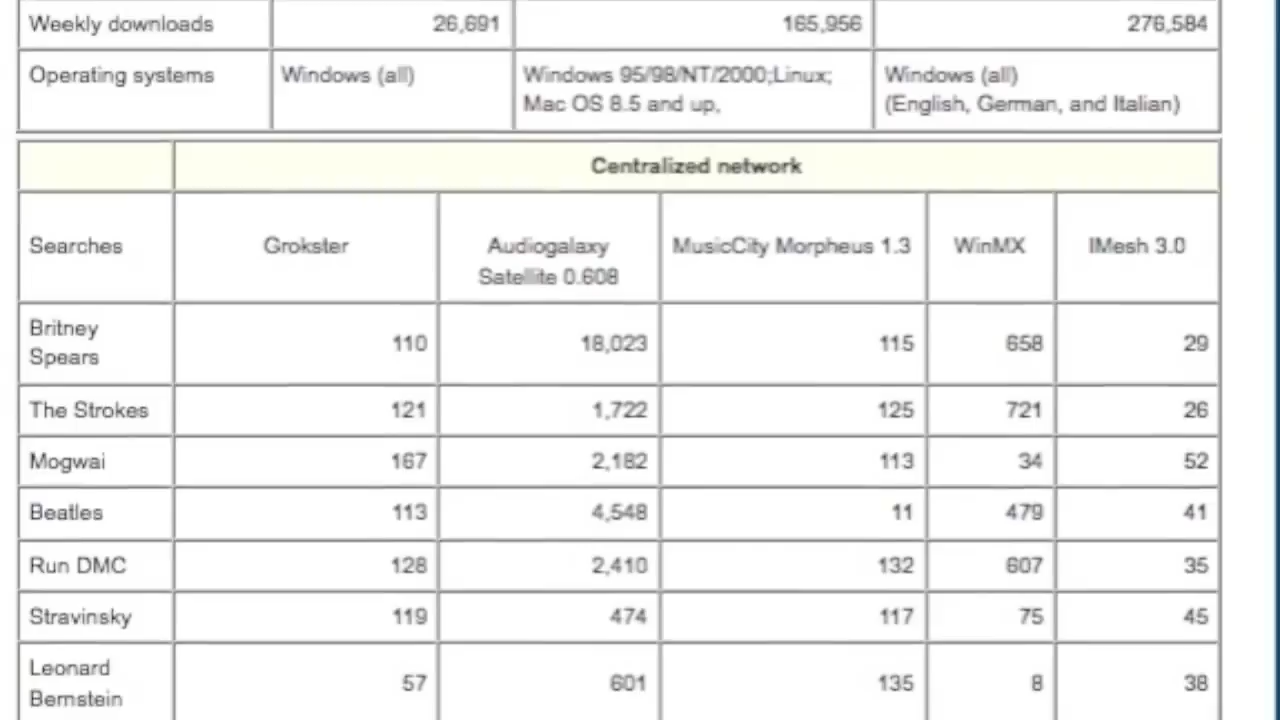 Weekly downloads 26,691 165,956 276,584
Operating systems Windows (all) Windows 95/98/NT/2000;Linux; Windows (all)
Mac OS 8.5 and up, (English, German, and Italian)
Centralized network
Searches Grokster Audiogalaxy MusicCity Morpheus 1.3 WinMX IMesh 3.0
Satellite 0.608
Britney
Spears 110 18,023 115 658 29
The Strokes 121 1,722 125 721 26
Mogwai 167 2,182 113 34 52
Beatles 113 4,548 11 479 41
Run DMC 128 2,410 132 607 35
Stravinsky 119 474 117 75 45
Leonard
Bernstein 57 601 135 8 38